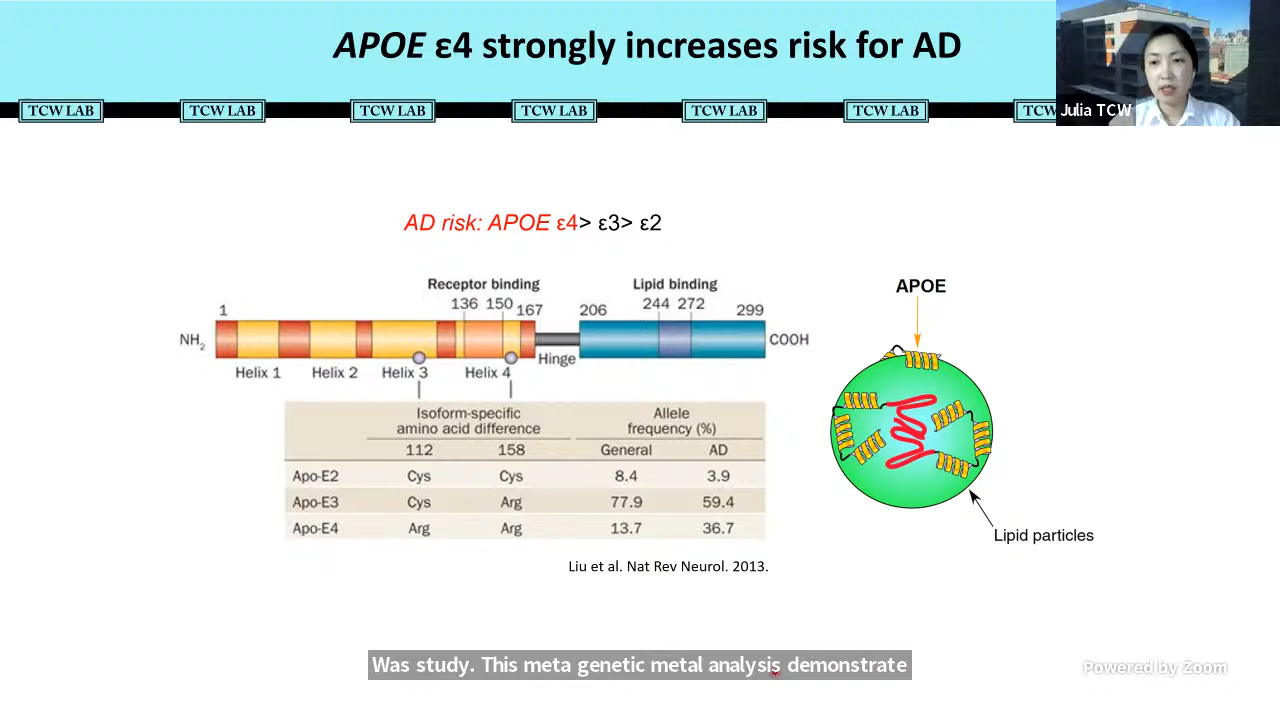 APOE ε4 strongly increases risk for AD
TCW LAB TCW LAB TCW LAB TCW LAB TCW LAB TCW LAB TCW
Julia TCW
AD risk: APOE ε4> ε3> ε2
Receptor binding Lipid binding
136 150 244 272
1 167 206 299
NH2 COOH
Hinge
Helix 1 Helix 2 Helix 3 Helix 4
Isoform-specific Allele
amino acid difference frequency (%)
112 158 General AD
Apo-E2 Cys Cys 8.4 3.9
Apo-E3 Cys Arg 77.9 59.4
Apo-E4 Arg Arg 13.7 36.7
APOE
Lipid particles
Liu et al. Nat Rev Neurol. 2013.
Was study. This meta genetic metal analysis demonstrate
Powered by Zoom